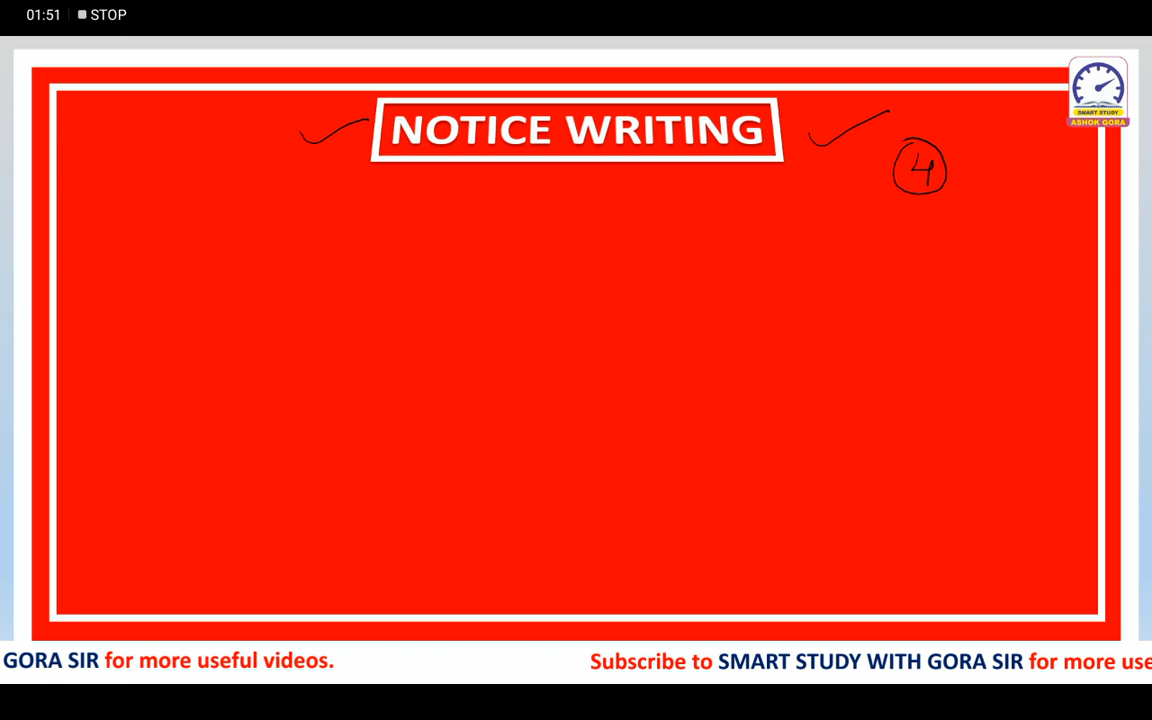 01:51 STOP
NOTICE WRITING
4
SMART STUDY
ASHOK GORA
GORA SIR for more useful videos.
Subscribe to SMART STUDY WITH GORA SIR for more use